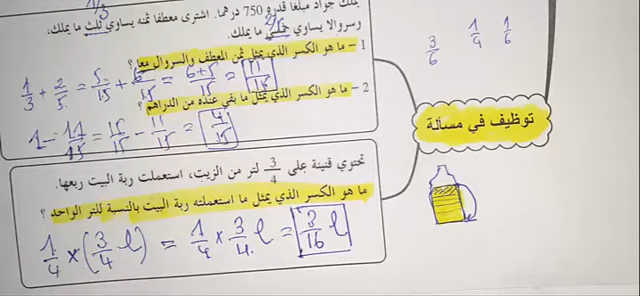 يملك جواد مبلغا قدره 750 درهما. اشترى معطفا ثمنه يساوي ثلث ما يملك،
وسروالا يساوي خمسي ما يملك.
1 – ما هو الكسر الذي يمثل ثمن المعطف والسروال معا؟
1/3 + 2/5 = 5/15 + 6/15 = 6+5/15 = 11/15
2 – ما هو الكسر الذي يمثل ما بقي عنده من الدراهم؟
1 – 11/15 = 15/15 – 11/15 = 4/15
3/6 1/4 1/6
توظيف في مسألة
تحتوي قنينة على 3/4 لتر من الزيت، استعملت ربة البيت ربعها.
ما هو الكسر الذي يمثل ما استعملته ربة البيت بالنسبة للتر الواحد ؟
1/4 × (3/4 l) = 1/4 × 3/4 l = 3/16 l